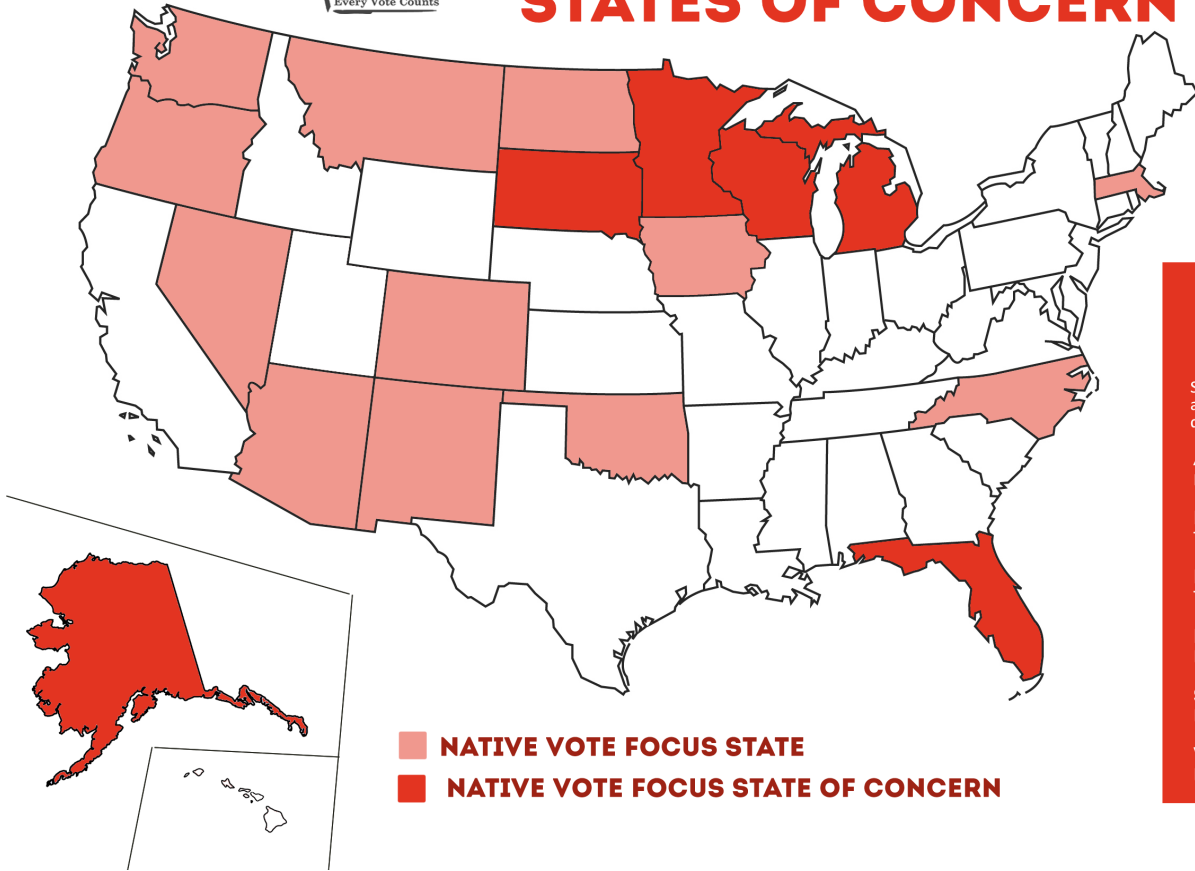 Every Vote Counts
STATES OF CONCERN
NATIVE VOTE FOCUS STATE
NATIVE VOTE FOCUS STATE OF CONCERN